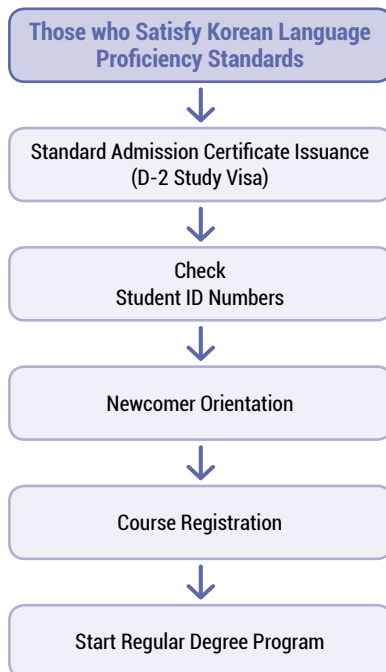 Those who Satisfy Korean Language
Proficiency Standards
Standard Admission Certificate Issuance
(D-2 Study Visa)
Check
Student ID Numbers
Newcomer Orientation
Course Registration
Start Regular Degree Program